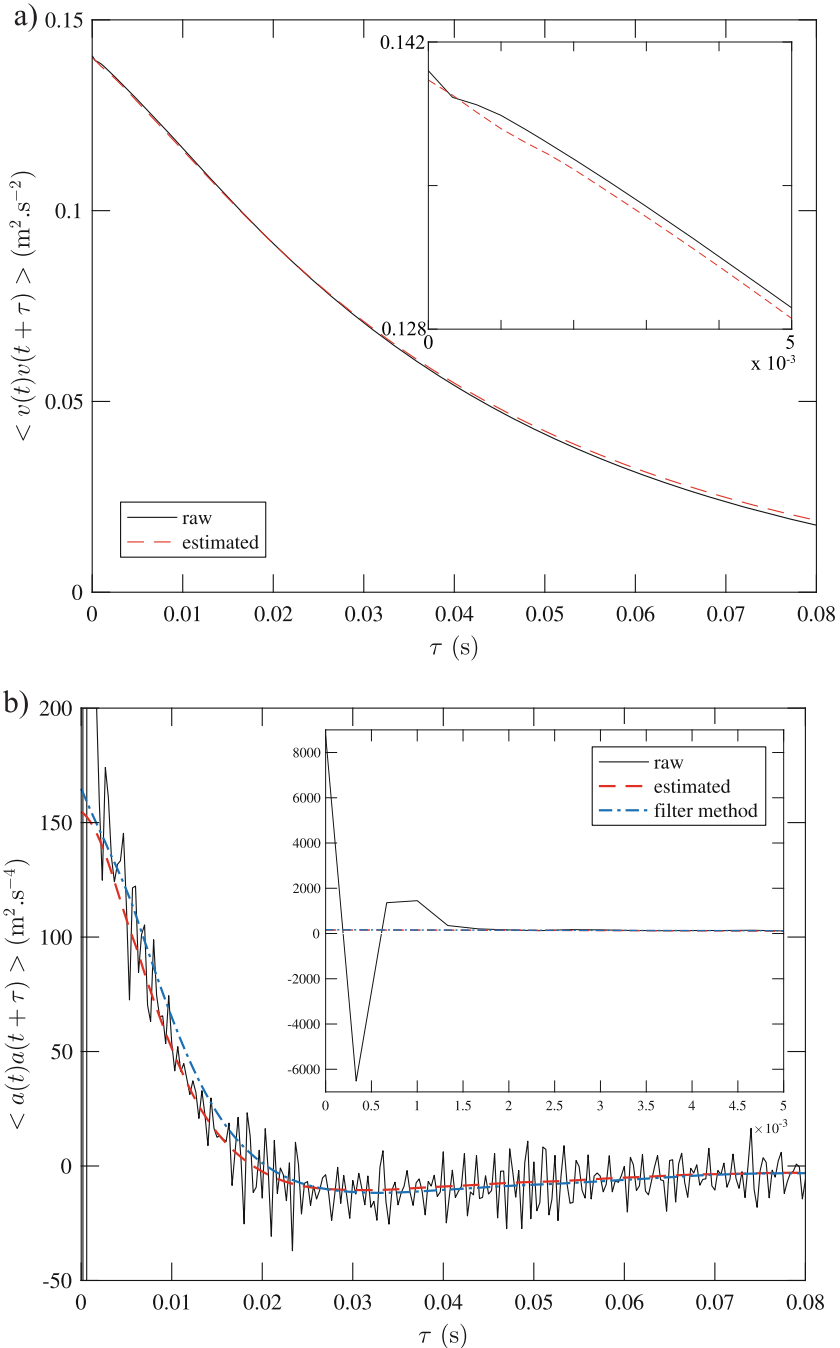 a)
0.15
0.1
0.05
0
< v(t)v(t + τ) > (m².s⁻²)
0.142
0.128
0
5
x 10⁻³
raw
estimated
0 0.01 0.02 0.03 0.04 0.05 0.06 0.07 0.08
τ (s)
b)
200
150
100
50
0
-50
< a(t)a(t + τ) > (m².s⁻⁴)
8000
6000
4000
2000
0
-2000
-4000
-6000
raw
estimated
filter method
0 0.5 1 1.5 2 2.5 3 3.5 4 4.5 5
×10⁻³
0 0.01 0.02 0.03 0.04 0.05 0.06 0.07 0.08
τ (s)